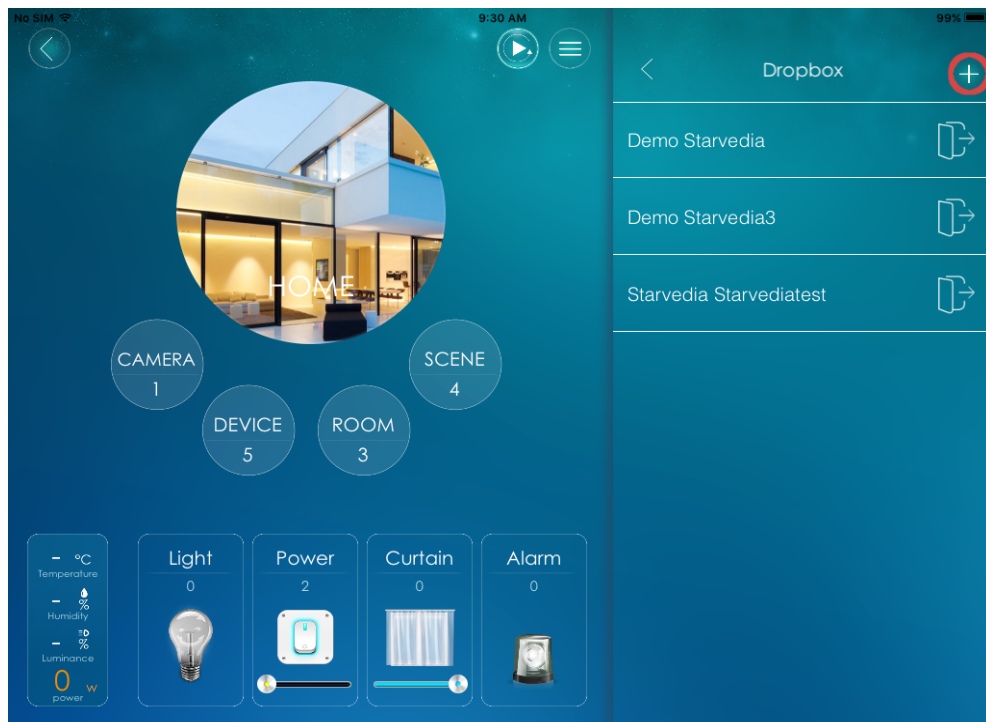 No SIM 9:30 AM 99%
Dropbox
Demo Starvedia
Demo Starvedia3
Starvedia Starvediatest
HOME
CAMERA
1
SCENE
4
DEVICE
5
ROOM
3
- °C
Temperature
- %
Humidity
- %
Luminance
0 w
power
Light
0
Power
2
Curtain
0
Alarm
0